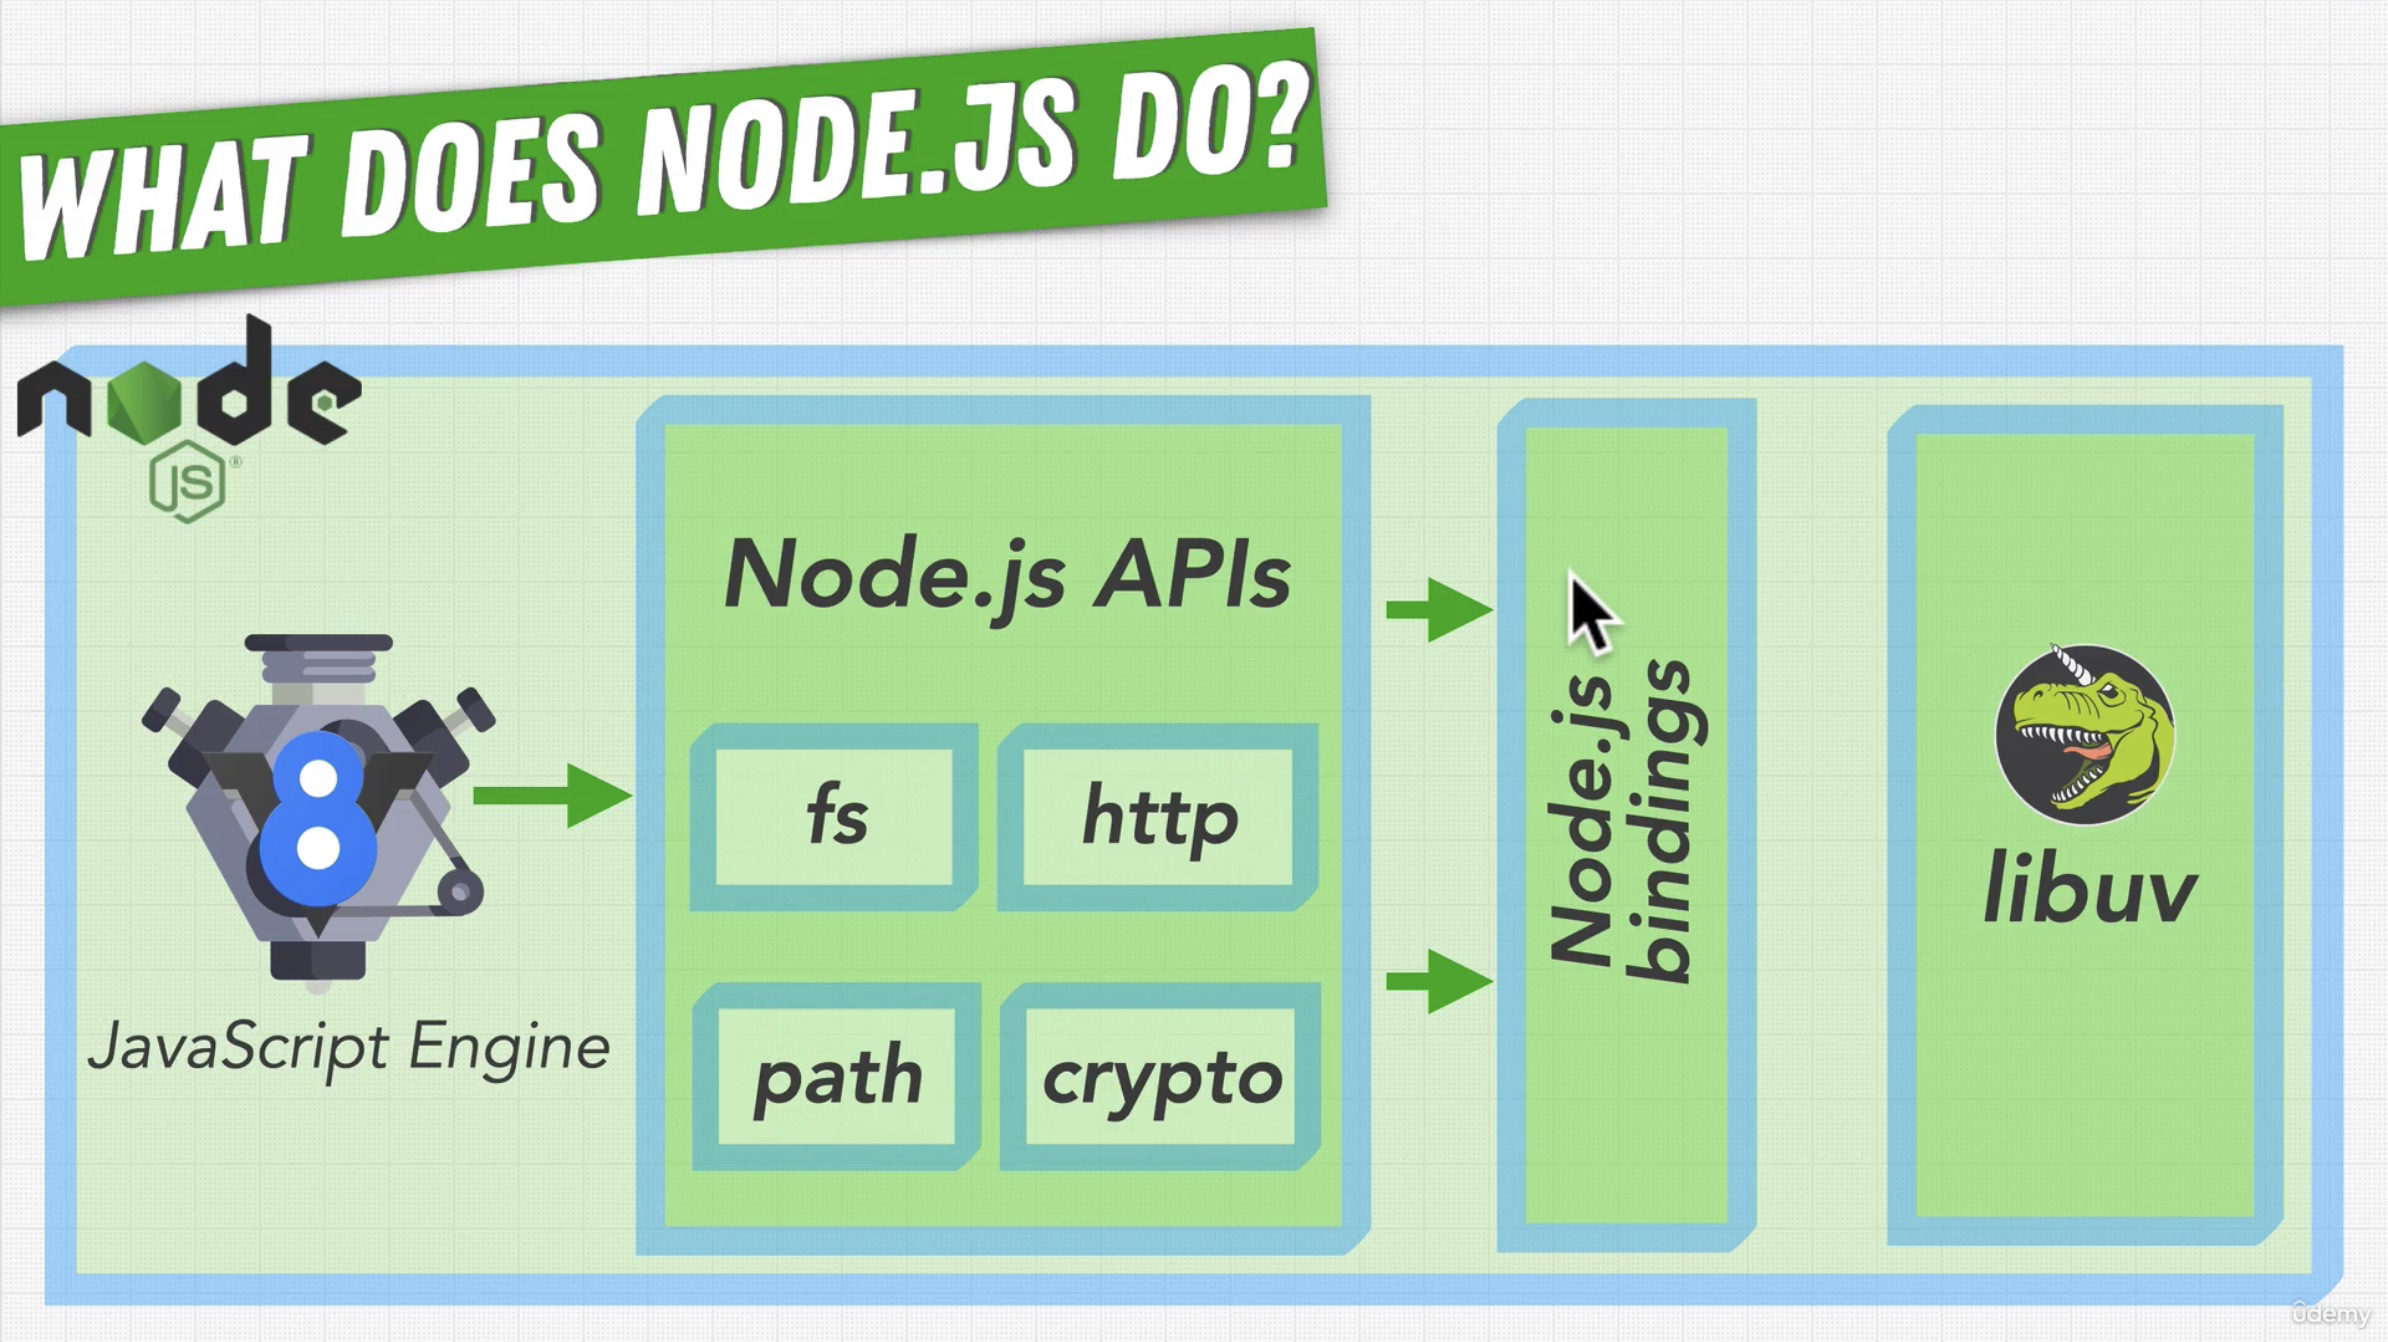 WHAT DOES NODE.JS DO?
node
JS®
Node.js APIs
fs
http
path
crypto
V8
JavaScript Engine
Node.js
bindings
libuv
ûdemy